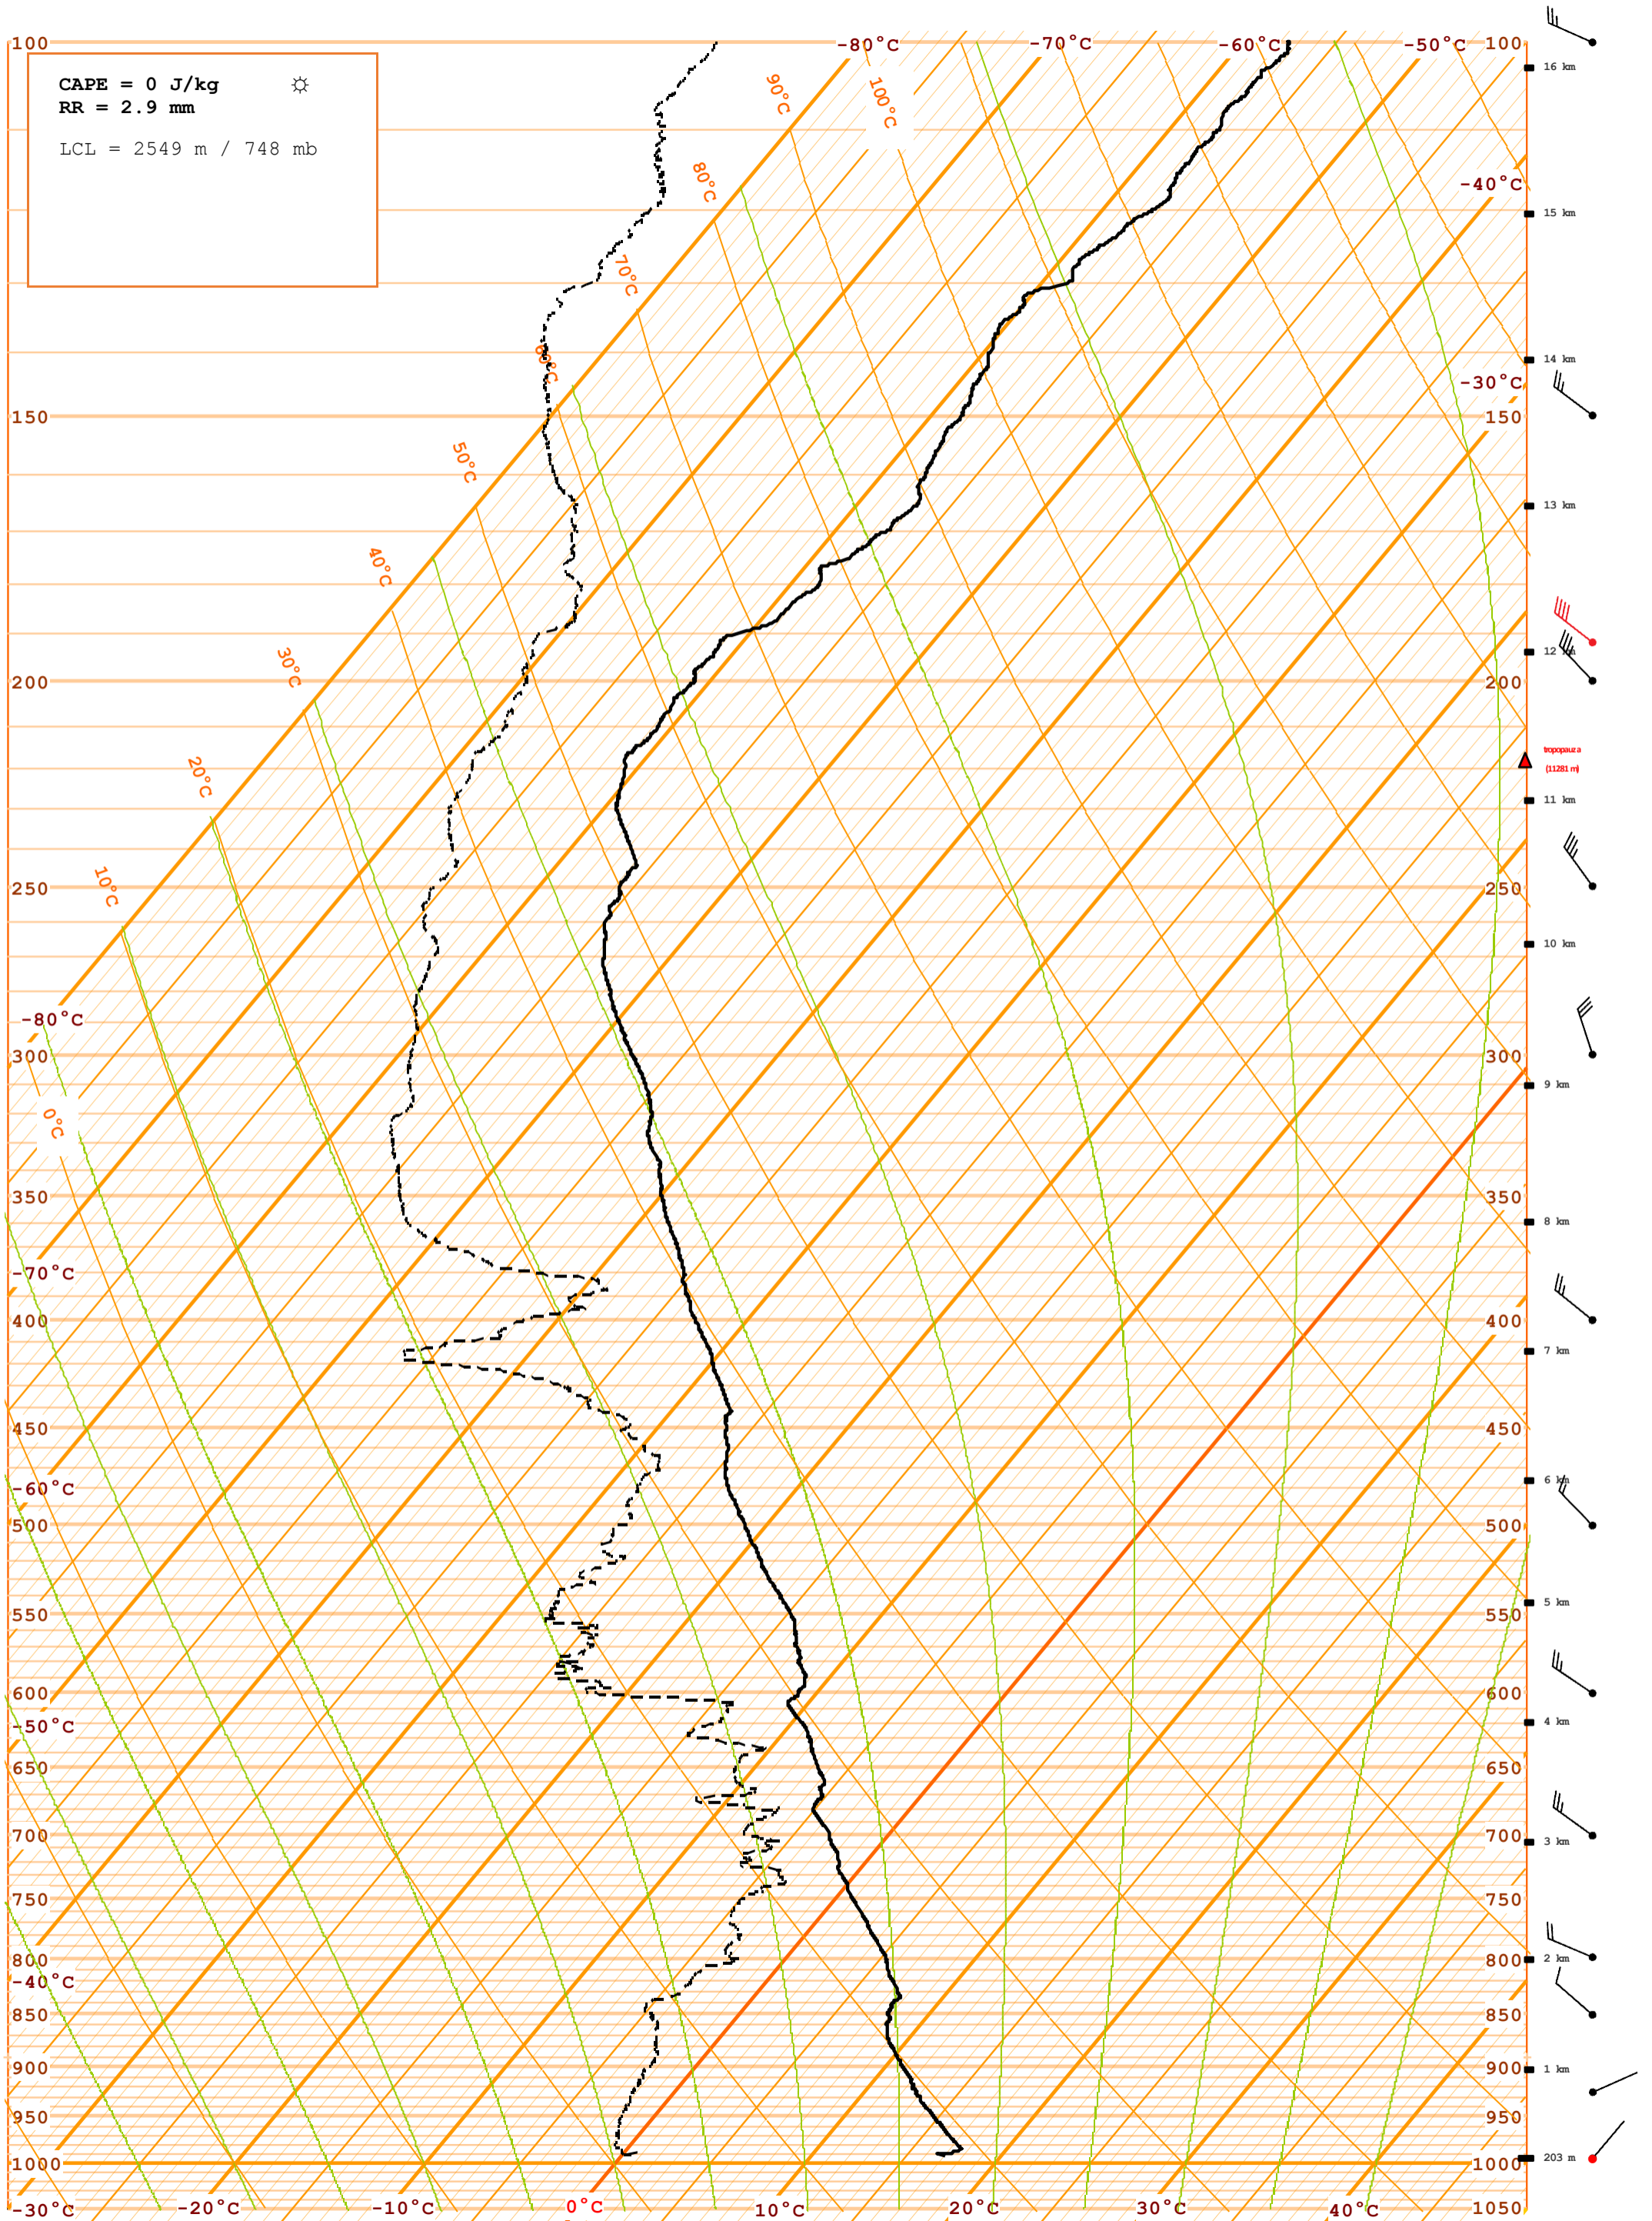 -80°C -70°C -60°C -50°C
100 100
16 km
CAPE = 0 J/kg
RR = 2.9 mm
LCL = 2549 m / 748 mb
90°C
100°C
80°C
-40°C
15 km
70°C
60°C
14 km
-30°C
150 150
50°C
13 km
40°C
30°C
12 km
200 200
20°C
tropopauza
(11281 m)
11 km
10°C
250 250
10 km
-80°C
300 300
9 km
0°C
350 350
8 km
-70°C
400 400
7 km
450 450
6 km
-60°C
500 500
5 km
550 550
600 600
4 km
-50°C
650 650
700 700
3 km
750 750
800 800
2 km
-40°C
850 850
900 900
1 km
950 950
203 m
1000 1000
-30°C -20°C -10°C 0°C 10°C 20°C 30°C 40°C 1050